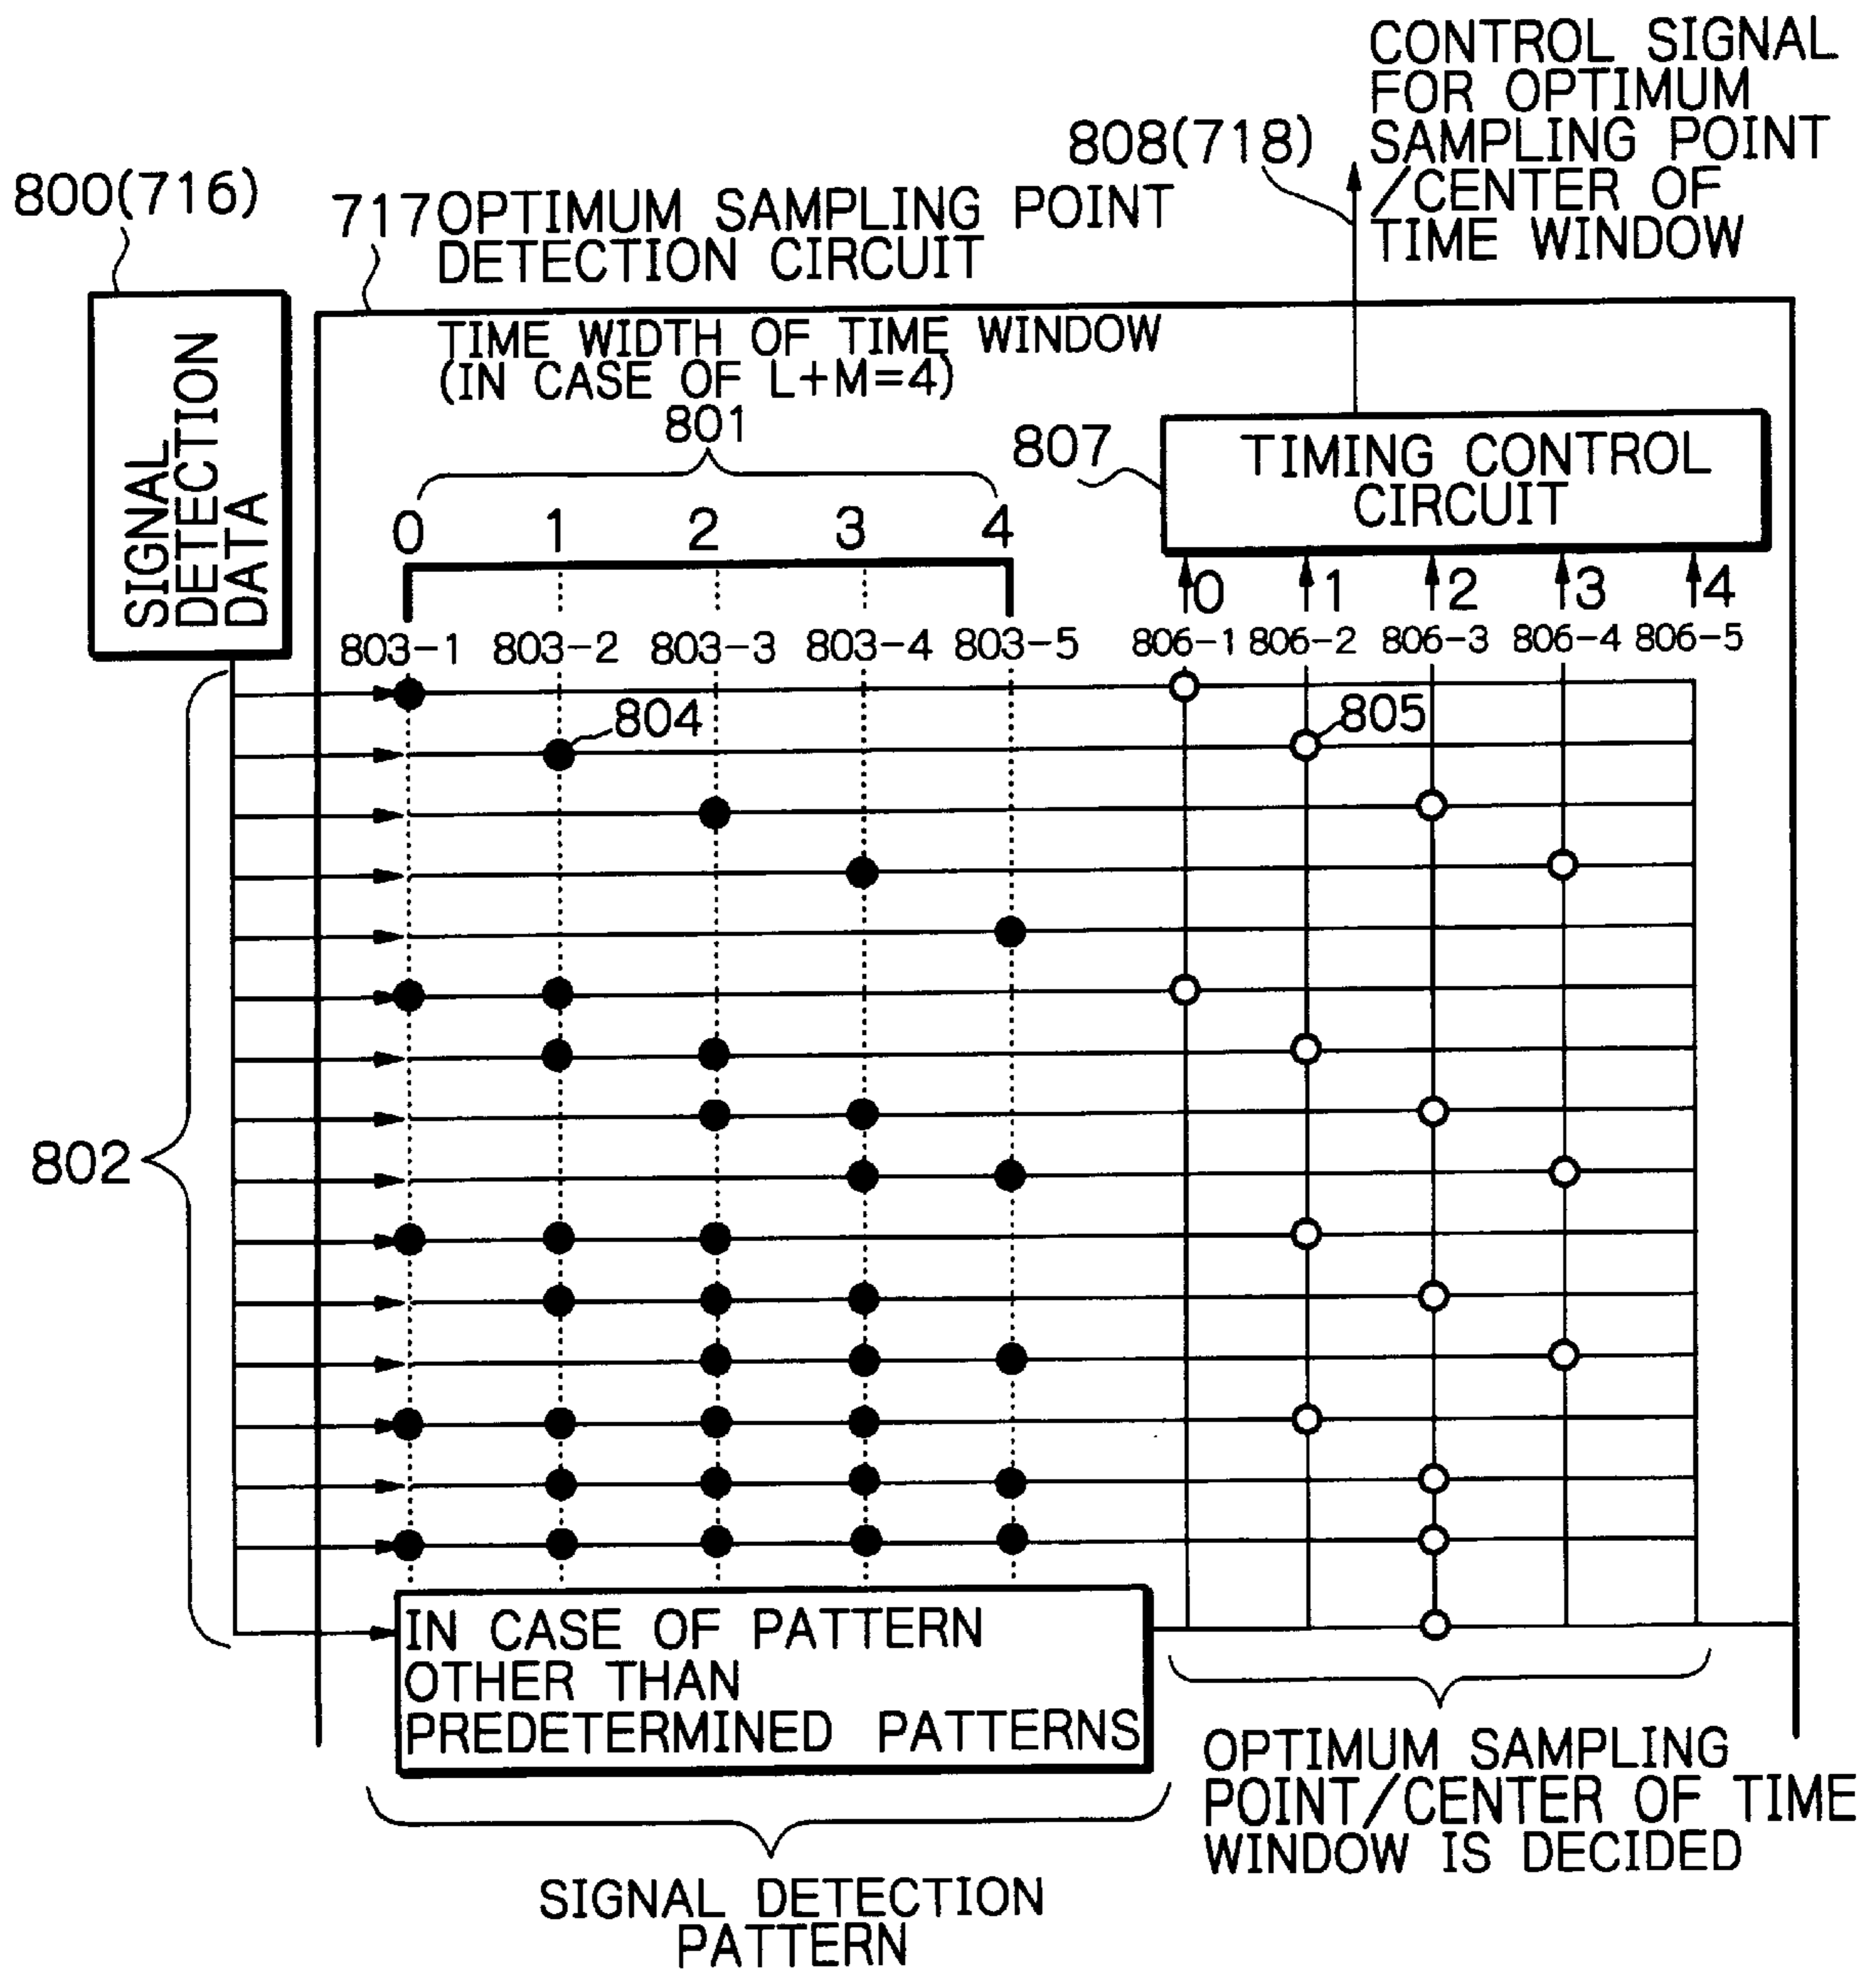 CONTROL SIGNAL
FOR OPTIMUM
SAMPLING POINT
/CENTER OF
TIME WINDOW
808(718)
800(716)
717 OPTIMUM SAMPLING POINT
DETECTION CIRCUIT
SIGNAL
DETECTION
DATA
TIME WIDTH OF TIME WINDOW
(IN CASE OF L+M=4)
801
807
TIMING CONTROL
CIRCUIT
0 1 2 3 4
0 1 2 3 4
803-1 803-2 803-3 803-4 803-5
806-1 806-2 806-3 806-4 806-5
804
805
802
IN CASE OF PATTERN
OTHER THAN
PREDETERMINED PATTERNS
OPTIMUM SAMPLING
POINT/CENTER OF TIME
WINDOW IS DECIDED
SIGNAL DETECTION
PATTERN